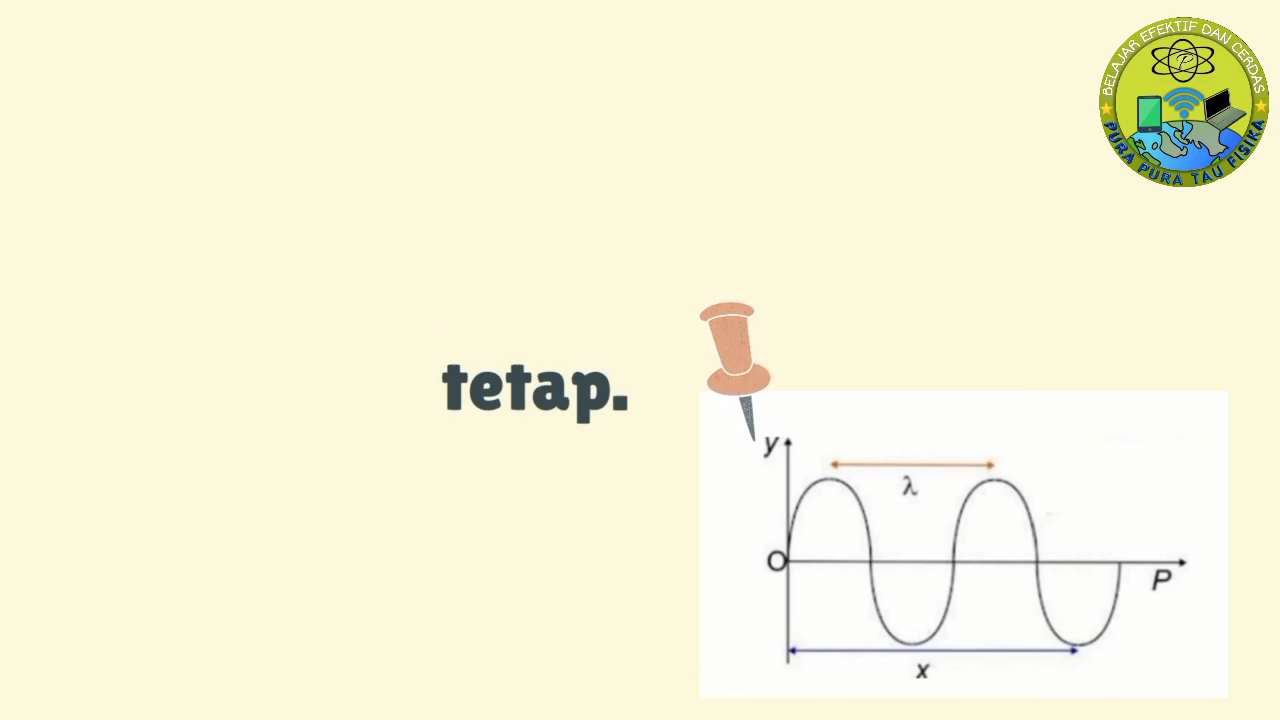 BELAJAR EFEKTIF DAN CERDAS
P
PURA PURA TAU FISIKA
tetap.
y
λ
O
P
x